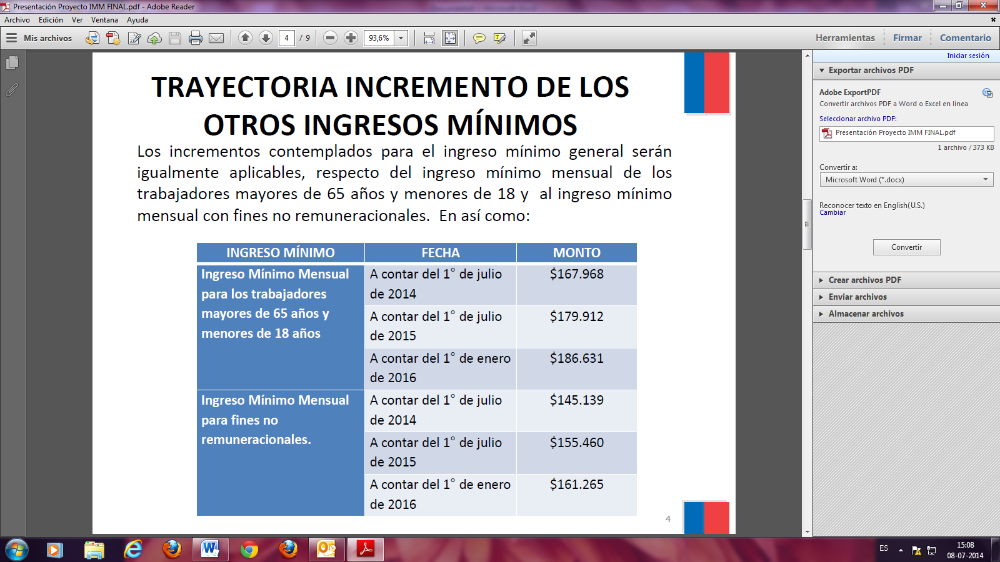 Presentación Proyecto IMM FINAL.pdf - Adobe Reader
Archivo Edición Ver Ventana Ayuda
Mis archivos 4 / 9 93,6% Herramientas Firmar Comentario
Iniciar sesión
TRAYECTORIA INCREMENTO DE LOS
OTROS INGRESOS MÍNIMOS
Los incrementos contemplados para el ingreso mínimo general serán
igualmente aplicables, respecto del ingreso mínimo mensual de los
trabajadores mayores de 65 años y menores de 18 y al ingreso mínimo
mensual con fines no remuneracionales. En así como:
INGRESO MÍNIMO FECHA MONTO
Ingreso Mínimo Mensual
para los trabajadores
mayores de 65 años y
menores de 18 años
A contar del 1° de julio
de 2014
$167.968
A contar del 1° de julio
de 2015
$179.912
A contar del 1° de enero
de 2016
$186.631
Ingreso Mínimo Mensual
para fines no
remuneracionales.
A contar del 1° de julio
de 2014
$145.139
A contar del 1° de julio
de 2015
$155.460
A contar del 1° de enero
de 2016
$161.265
4
Exportar archivos PDF
Adobe ExportPDF
Convertir archivos PDF a Word o Excel en línea
Seleccionar archivo PDF:
Presentación Proyecto IMM FINAL.pdf
1 archivo / 373 KB
Convertir a:
Microsoft Word (*.docx)
Reconocer texto en English(U.S.)
Cambiar
Convertir
Crear archivos PDF
Enviar archivos
Almacenar archivos
ES
15:08
08-07-2014